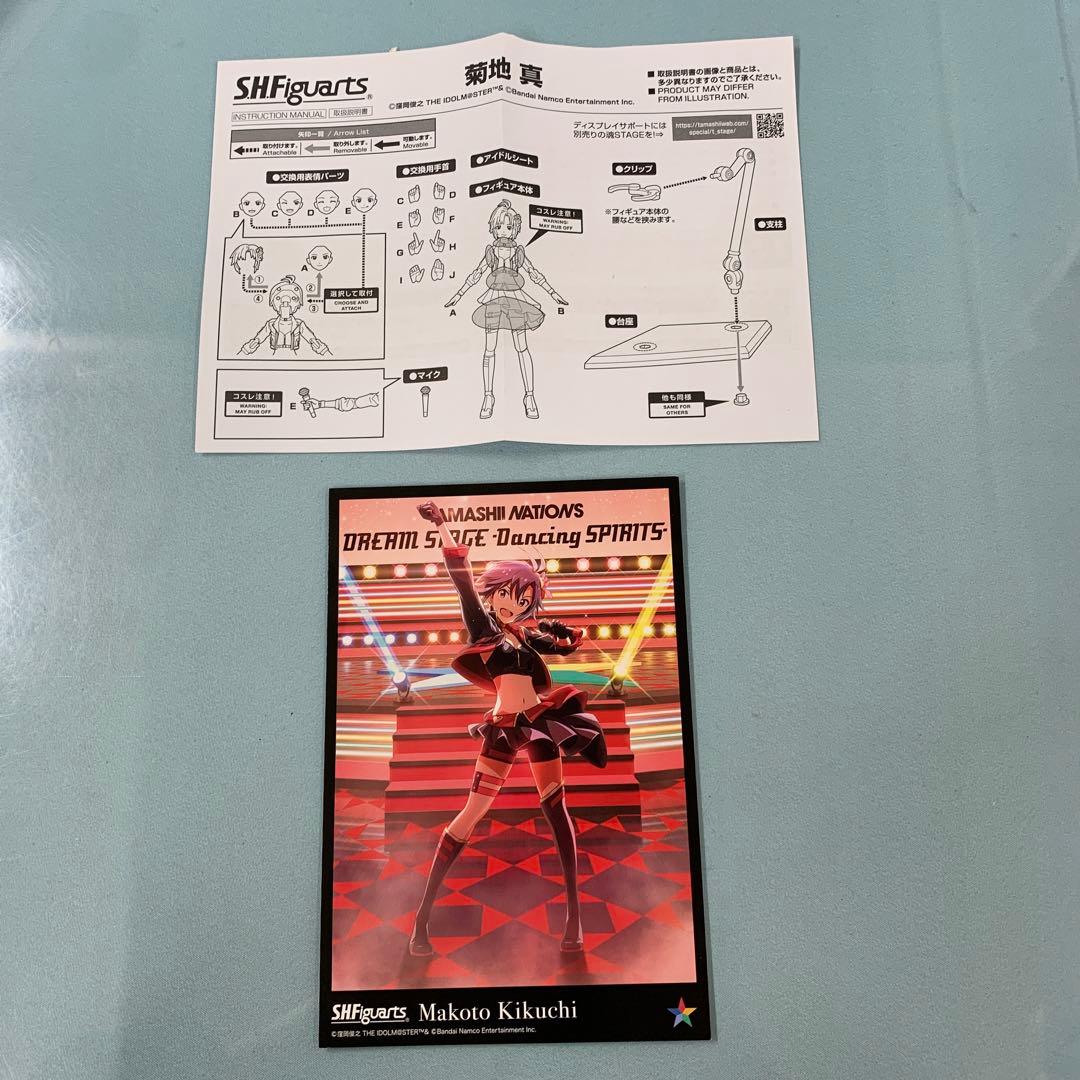 S.H.Figuarts®
INSTRUCTION MANUAL 取扱説明書
菊地 真
©窪岡俊之 THE IDOLM@STER™& ©Bandai Namco Entertainment Inc.
■ 取扱説明書の画像と商品とは、
多少異なりますのでご了承ください。
■ PRODUCT MAY DIFFER
FROM ILLUSTRATION.
矢印一覧 / Arrow List
取り付けます。
Attachable
取り外します。
Removable
可動します。
Movable
ディスプレイサポートには
別売りの魂STAGEを!⇒
https://tamashiiweb.com/
special/t_stage/
●交換用表情パーツ
B C D E
A
①
②
③
④
選択して取付
CHOOSE AND
ATTACH
●交換用手首
C D
E F
G H
I J
●アイドルシート
●フィギュア本体
コスレ注意!
WARNING:
MAY RUB OFF
A B
●クリップ
※フィギュア本体の
腰などを挟みます。
●支柱
●台座
他も同様
SAME FOR
OTHERS
●マイク
コスレ注意!
WARNING:
MAY RUB OFF
E
TAMASHII NATIONS
DREAM STAGE -Dancing SPIRITS-
S.H.Figuarts® Makoto Kikuchi
©窪岡俊之 THE IDOLM@STER™& ©Bandai Namco Entertainment Inc.